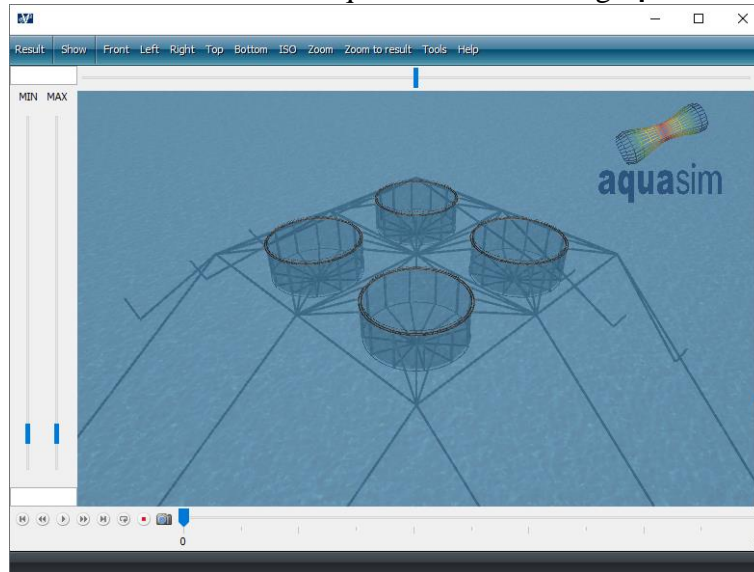 Result Show Front Left Right Top Bottom ISO Zoom Zoom to result Tools Help
MIN MAX
aquasim
0